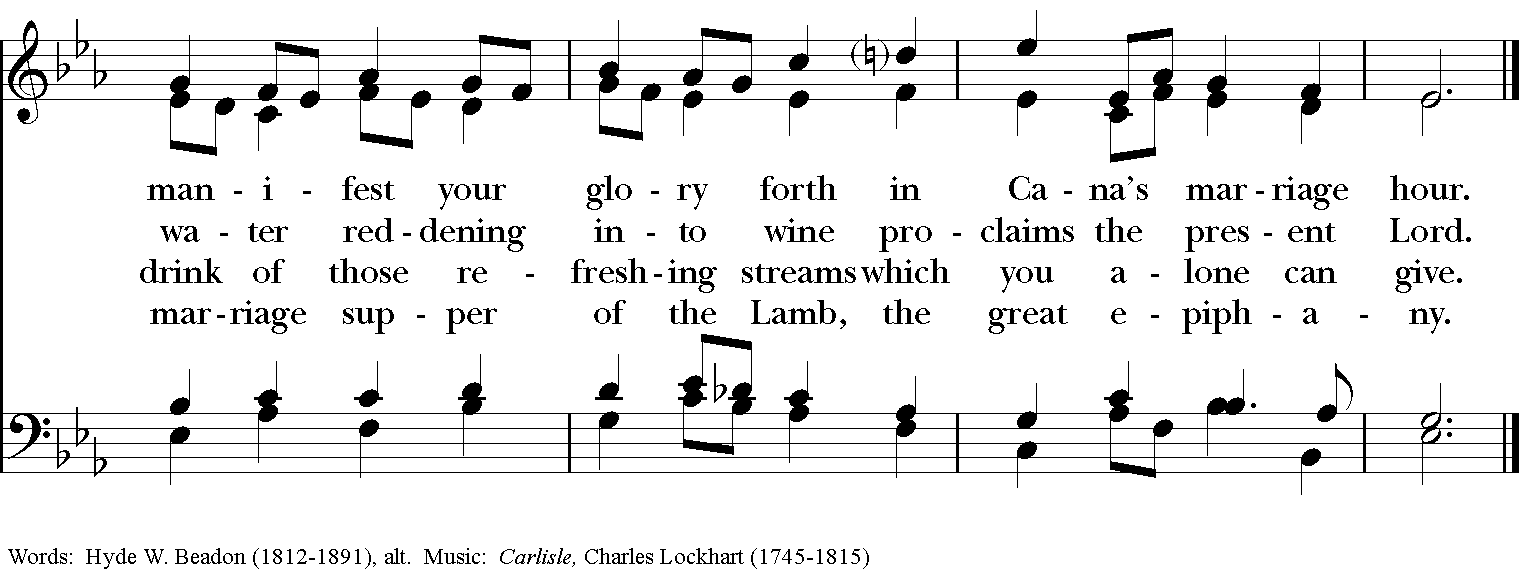 man - i - fest your glo - ry forth in Ca - na's mar - riage hour.
wa - ter red - dening in - to wine pro - claims the pres - ent Lord.
drink of those re - fresh - ing streams which you a - lone can give.
mar - riage sup - per of the Lamb, the great e - piph - a - ny.
Words: Hyde W. Beadon (1812-1891), alt. Music: Carlisle, Charles Lockhart (1745-1815)